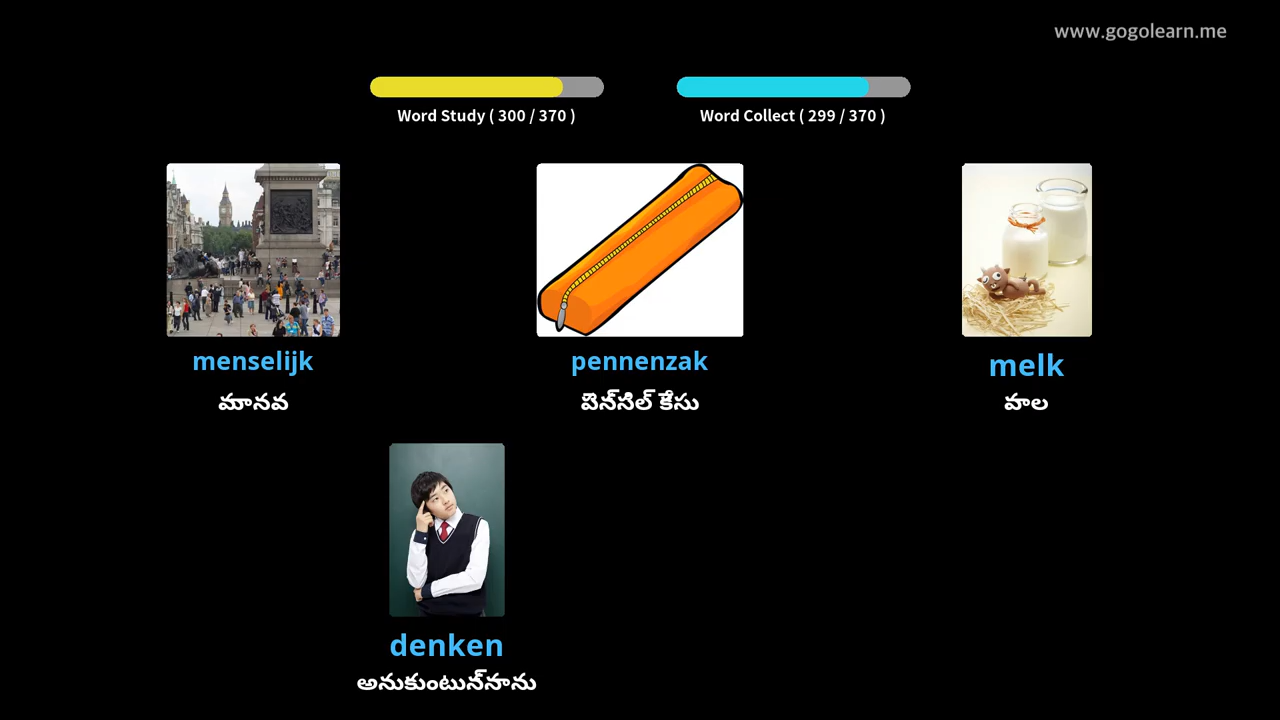 www.gogolearn.me
Word Study ( 300 / 370 )
Word Collect ( 299 / 370 )
menselijk
pennenzak
melk
మానవ
పెన్‌సిల్ కేసు
పాల
denken
అనుకుంటున్‌నాను